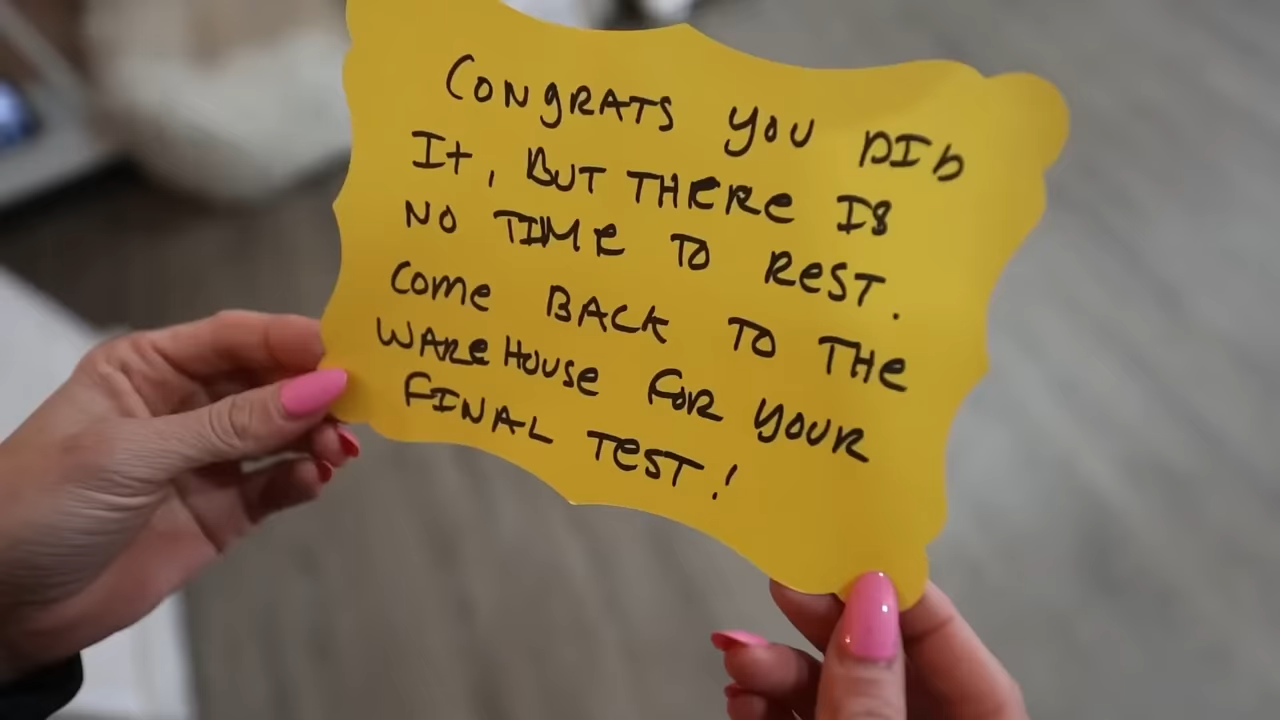 CONGRATS YOU DID
It, BUT THERE IS
NO TIME TO REST.
COME BACK TO THE
WAREHOUSE FOR YOUR
FINAL TEST!